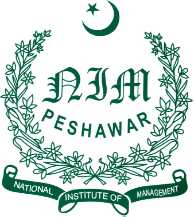 NIM
PESHAWAR
NATIONAL INSTITUTE OF MANAGEMENT